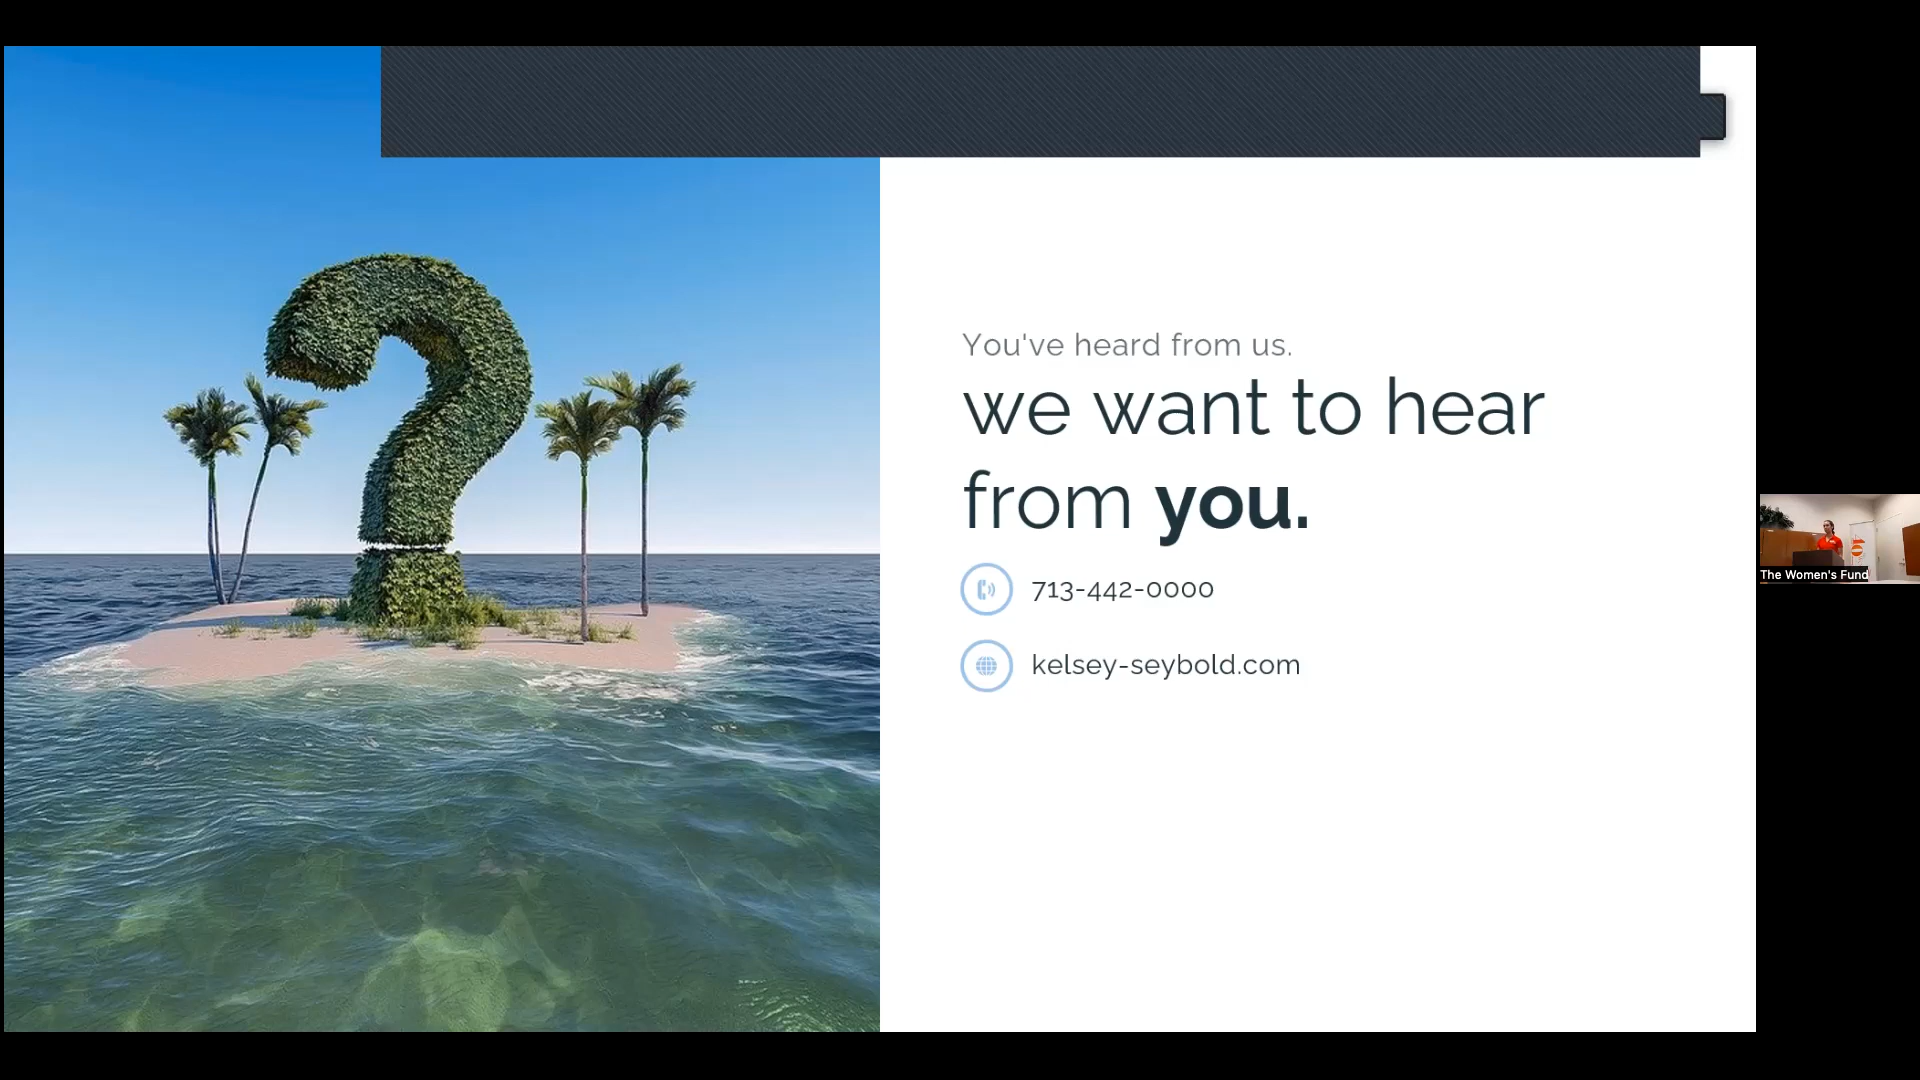 You've heard from us.
we want to hear
from you.
713-442-0000
kelsey-seybold.com
The Women's Fund